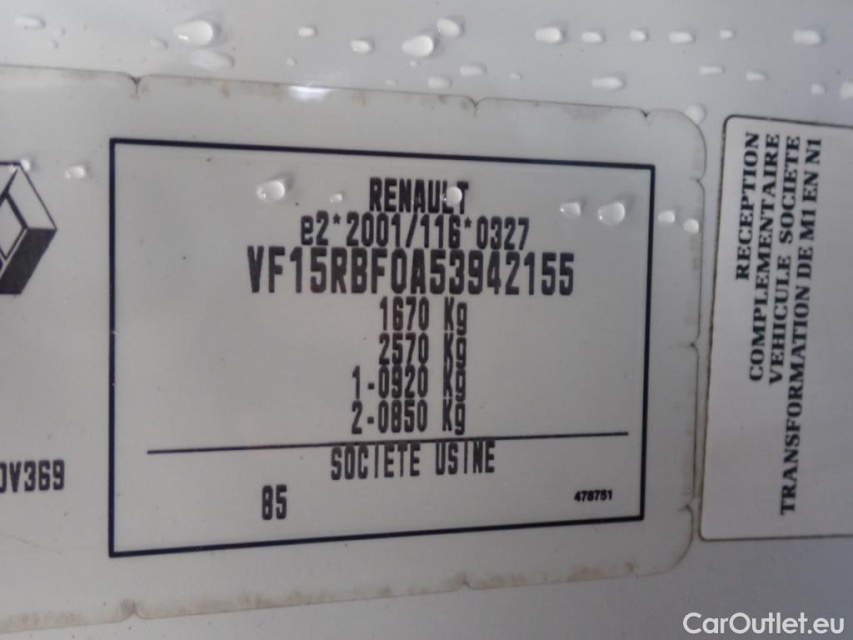 RENAULT
e2*2001/116*0327
VF15RBF0A53942155
1670 Kg
2570 Kg
1-0920 Kg
2-0850 Kg
SOCIETE USINE
85
478751
0V369
RECEPTION
COMPLEMENTAIRE
VEHICULE SOCIETE
TRANSFORMATION DE M1 EN N1
CarOutlet.eu